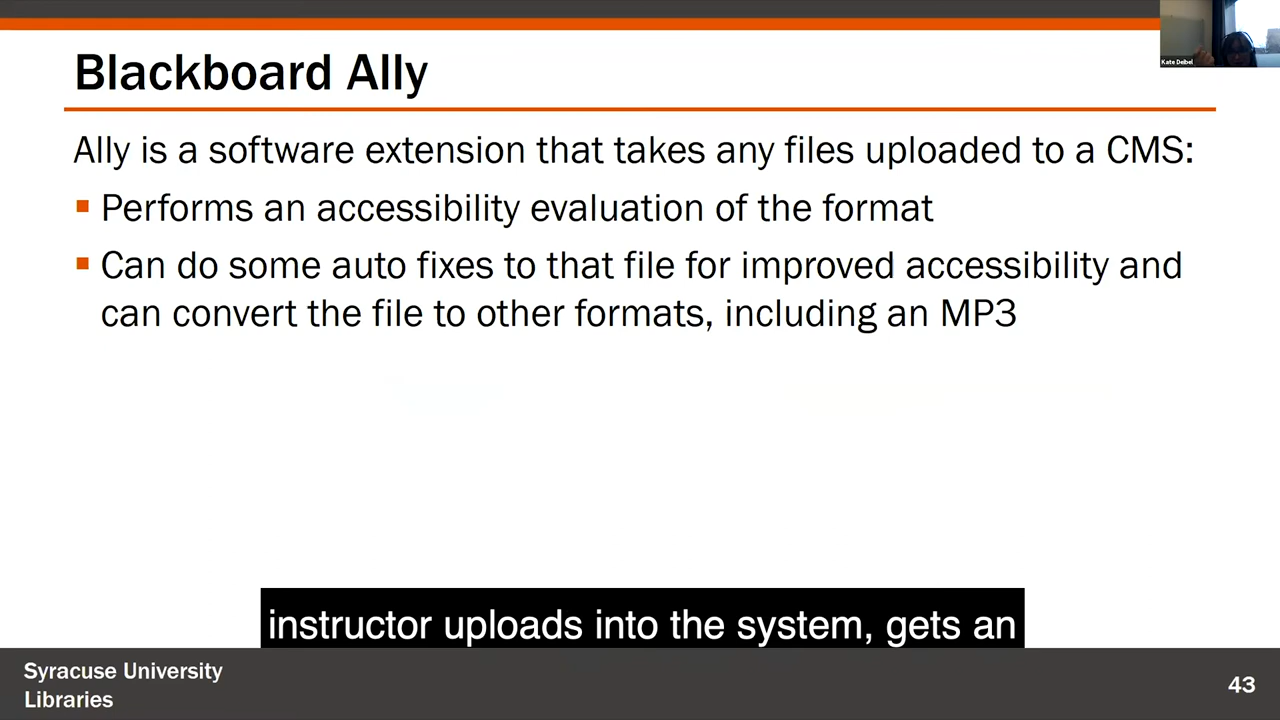 Blackboard Ally
Kate Deibel
Ally is a software extension that takes any files uploaded to a CMS:
Performs an accessibility evaluation of the format
Can do some auto fixes to that file for improved accessibility and
can convert the file to other formats, including an MP3
instructor uploads into the system, gets an
Syracuse University
Libraries
43